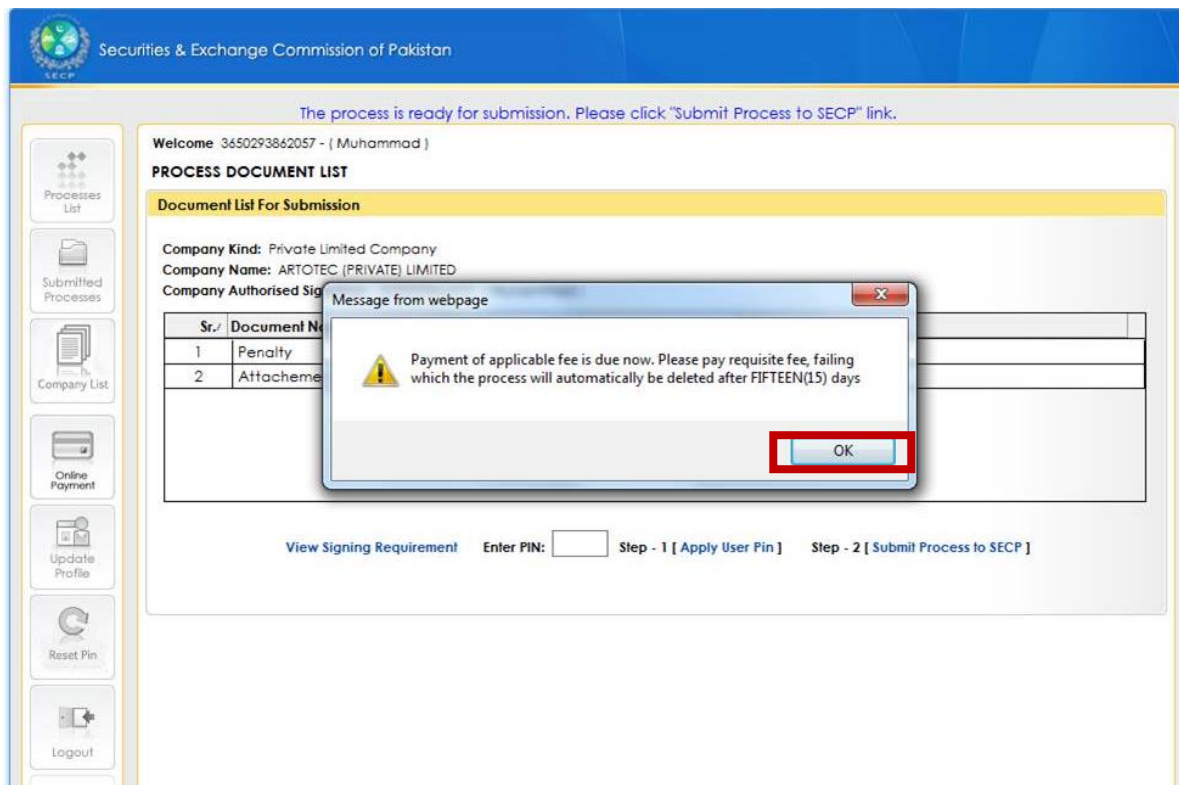 SECP
Securities & Exchange Commission of Pakistan
The process is ready for submission. Please click "Submit Process to SECP" link.
Welcome 3650293862057 - ( Muhammad )
PROCESS DOCUMENT LIST
Document List For Submission
Company Kind: Private Limited Company
Company Name: ARTOTEC (PRIVATE) LIMITED
Company Authorised Sig
Message from webpage
Sr. Document N
1 Penalty
2 Attacheme
Payment of applicable fee is due now. Please pay requisite fee, failing
which the process will automatically be deleted after FIFTEEN(15) days
OK
View Signing Requirement Enter PIN: Step - 1 [ Apply User Pin ] Step - 2 [ Submit Process to SECP ]
Processes
List
Submitted
Processes
Company List
Online
Payment
Update
Profile
Reset Pin
Logout